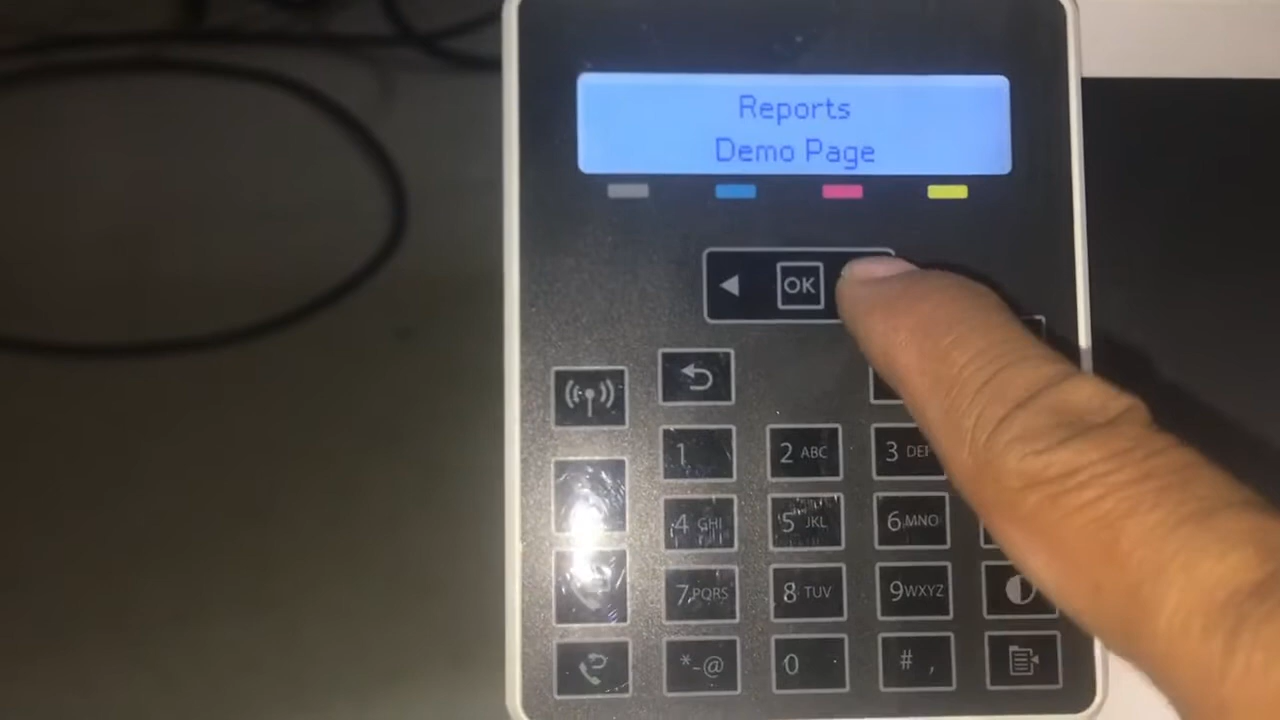 Reports
Demo Page
OK
1
2 ABC
3 DEF
4 GHI
5 JKL
6 MNO
7 PQRS
8 TUV
9 WXYZ
*-@
0
# ,